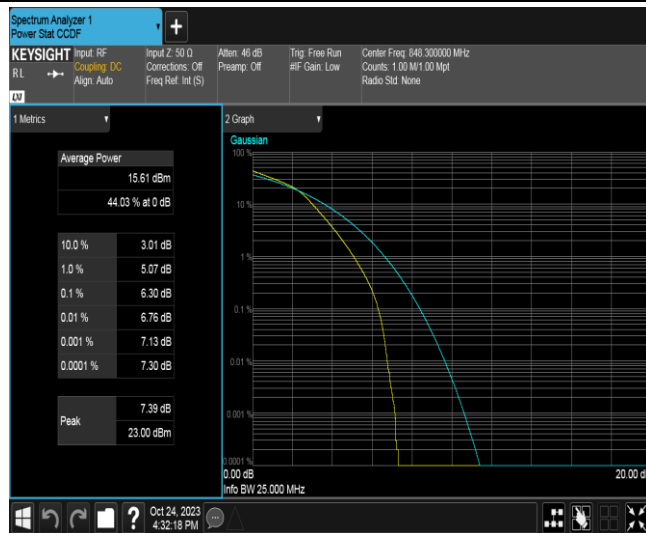 Spectrum Analyzer 1
Power Stat CCDF
KEYSIGHT
RL
Input: RF
Coupling: DC
Align: Auto
Input Z: 50 Ω
Corrections: Off
Freq Ref: Int (S)
Atten: 46 dB
Preamp: Off
Trig: Free Run
#IF Gain: Low
Center Freq: 848.300000 MHz
Counts: 1.00 M/1.00 Mpt
Radio Std: None
1 Metrics
Average Power
15.61 dBm
44.03 % at 0 dB
10.0 % 3.01 dB
1.0 % 5.07 dB
0.1 % 6.30 dB
0.01 % 6.76 dB
0.001 % 7.13 dB
0.0001 % 7.30 dB
Peak
7.39 dB
23.00 dBm
2 Graph
Gaussian
100 %
10 %
1 %
0.1 %
0.01 %
0.001 %
0.0001 %
0.00 dB
20.00 d
Info BW 25.000 MHz
Oct 24, 2023
4:32:18 PM